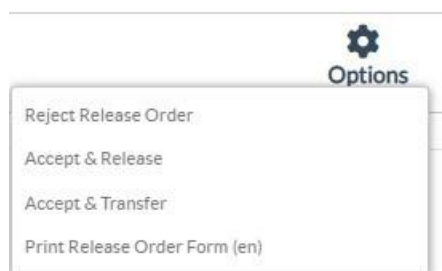 Options
Reject Release Order
Accept & Release
Accept & Transfer
Print Release Order Form (en)